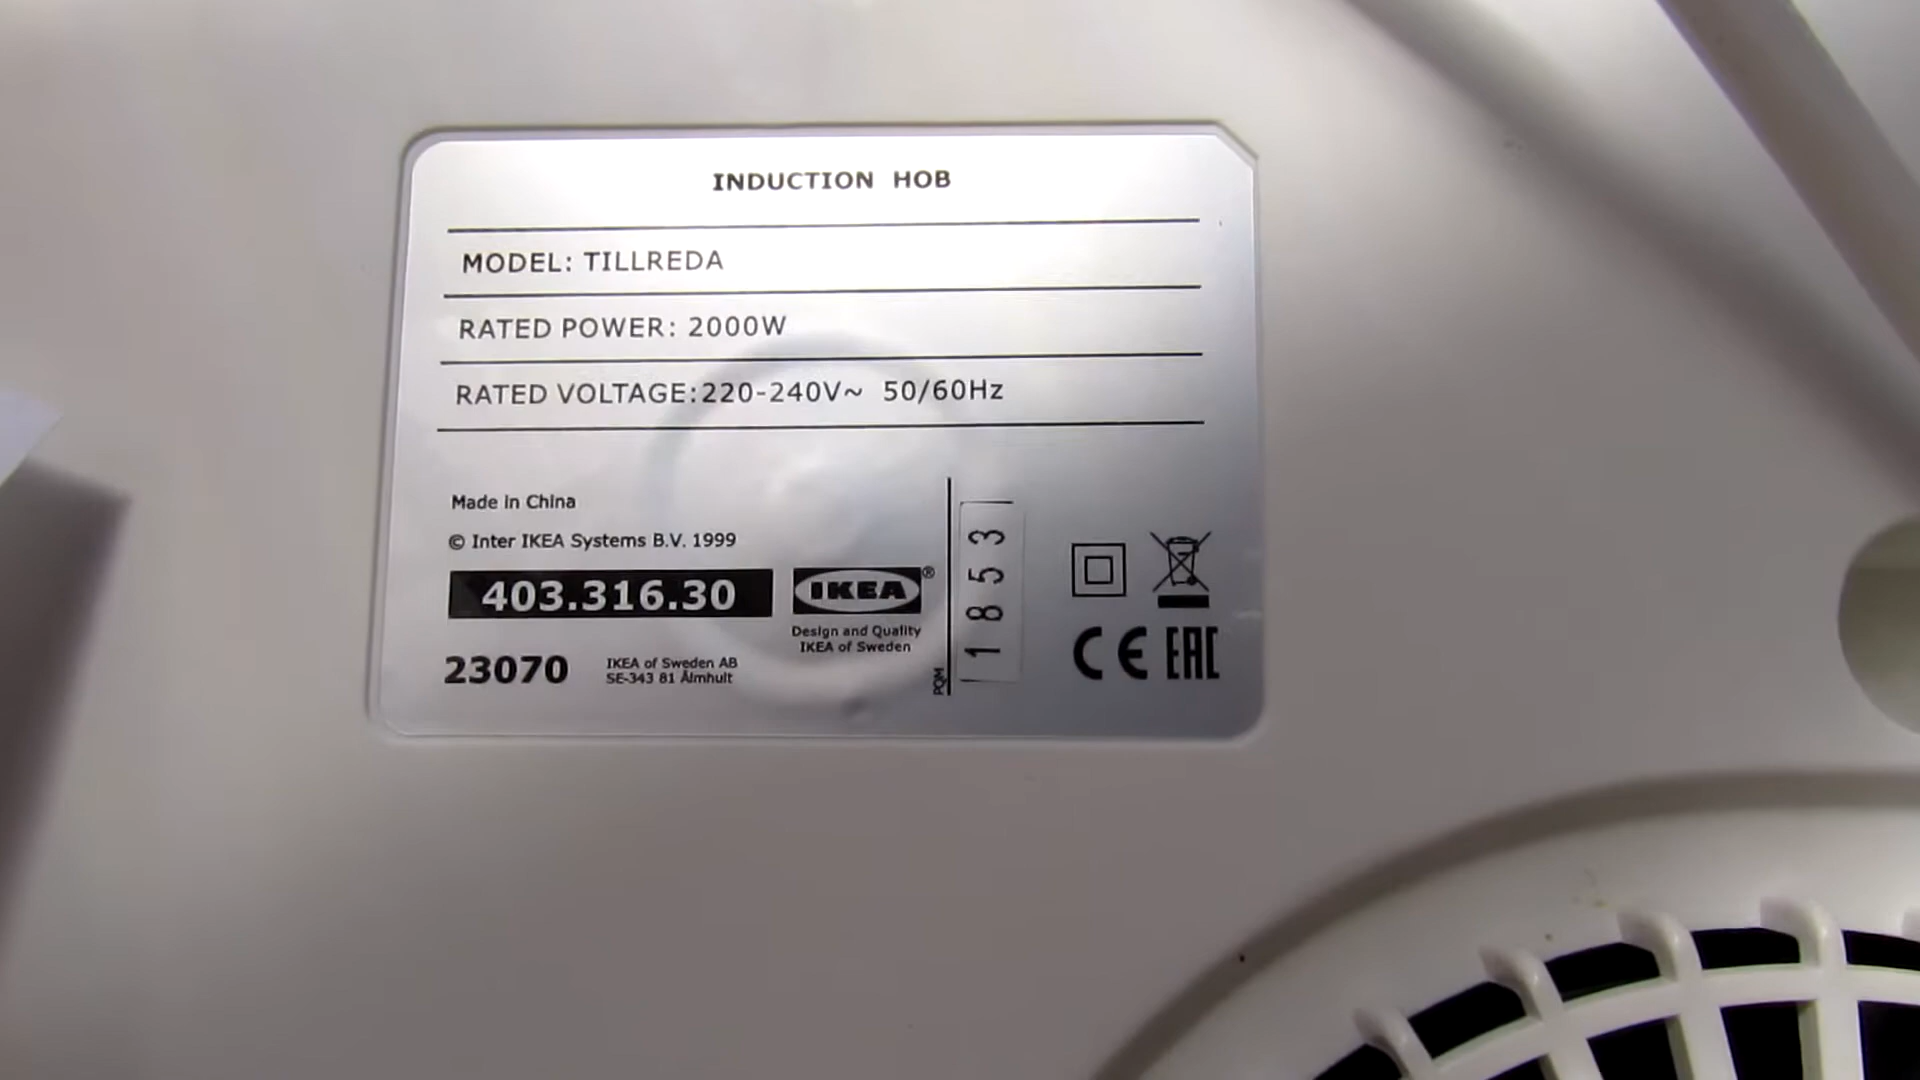 INDUCTION HOB
MODEL: TILLREDA
RATED POWER: 2000W
RATED VOLTAGE:220-240V~ 50/60Hz
Made in China
© Inter IKEA Systems B.V. 1999
403.316.30
IKEA®
Design and Quality
IKEA of Sweden
23070
IKEA of Sweden AB
SE-343 81 Älmhult
PQM
1853
CE EAC